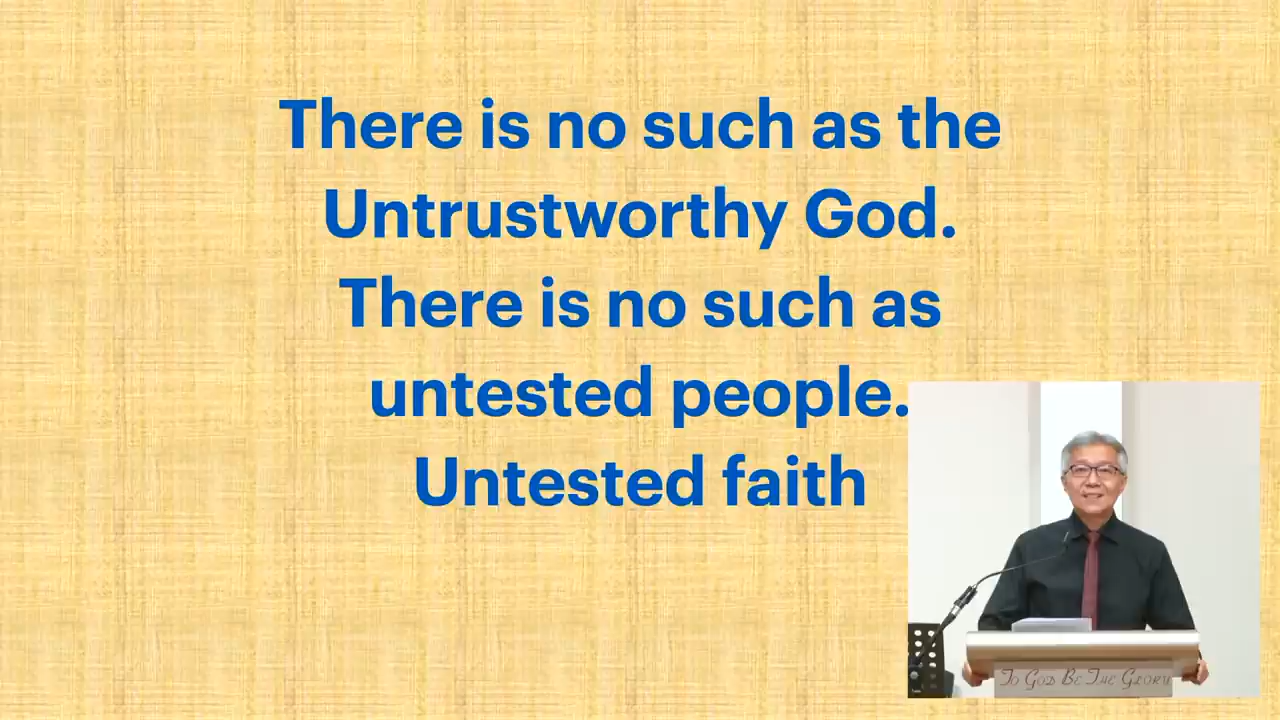 There is no such as the
Untrustworthy God.
There is no such as
untested people.
Untested faith
To God Be The Glory